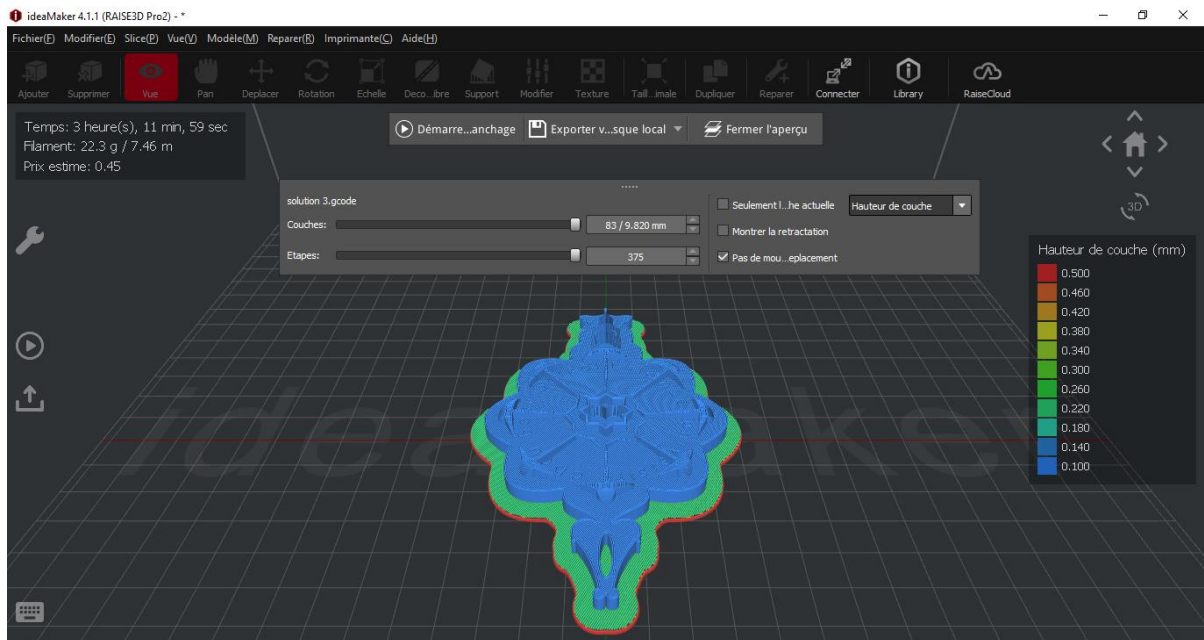 ideaMaker 4.1.1 (RAISE3D Pro2) - *
Fichier(F) Modifier(E) Slice(P) Vue(V) Modèle(M) Reparer(R) Imprimante(C) Aide(H)
Ajouter Supprimer Vue Pan Deplacer Rotation Echelle Deco...ibre Support Modifier Texture Taill...imale Dupliquer Reparer Connecter Library RaiseCloud
Temps: 3 heure(s), 11 min, 59 sec
Filament: 22.3 g / 7.46 m
Prix estime: 0.45
Démarre...anchage Exporter v...sque local Fermer l'aperçu
3D
solution 3.gcode
Couches: 83 / 9.820 mm
Etapes: 375
Seulement l...he actuelle Hauteur de couche
Montrer la retractation
Pas de mou...eplacement
Hauteur de couche (mm)
0.500
0.460
0.420
0.380
0.340
0.300
0.260
0.220
0.180
0.140
0.100
ideaMaker